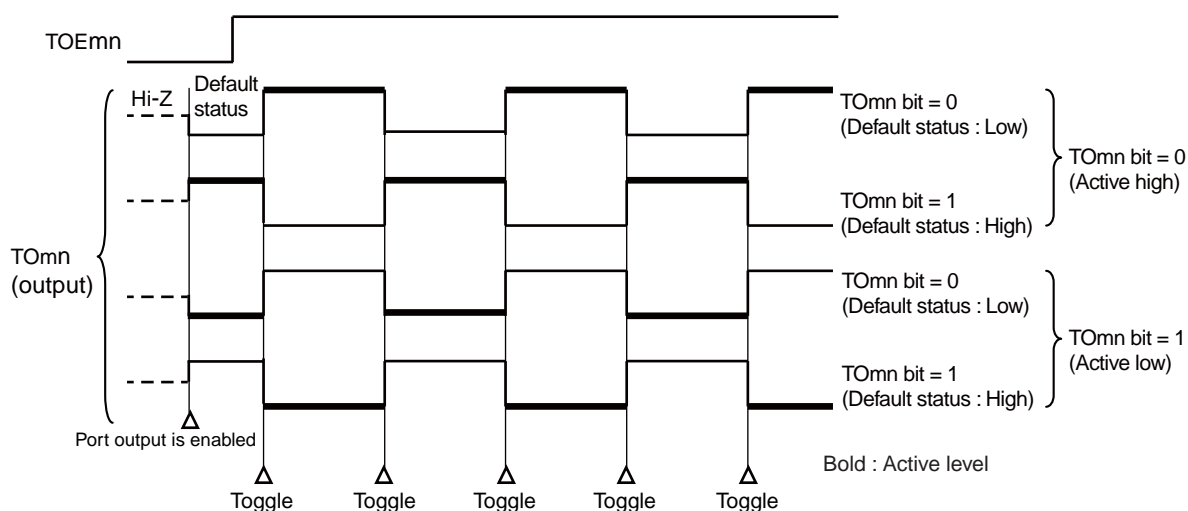 TOEmn
Hi-Z
Default
status
TOmn bit = 0
(Default status : Low)
TOmn bit = 0
(Active high)
TOmn bit = 1
(Default status : High)
TOmn
(output)
TOmn bit = 0
(Default status : Low)
TOmn bit = 1
(Active low)
TOmn bit = 1
(Default status : High)
Port output is enabled
Bold : Active level
Toggle
Toggle
Toggle
Toggle
Toggle